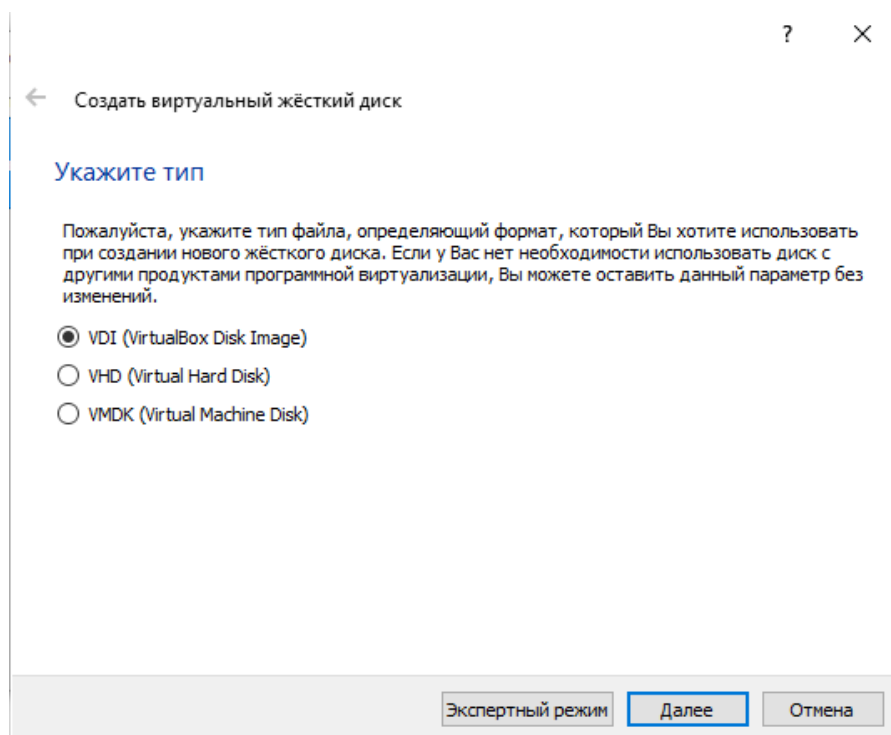 ?
Создать виртуальный жёсткий диск
Укажите тип
Пожалуйста, укажите тип файла, определяющий формат, который Вы хотите использовать
при создании нового жёсткого диска. Если у Вас нет необходимости использовать диск с
другими продуктами программной виртуализации, Вы можете оставить данный параметр без
изменений.
VDI (VirtualBox Disk Image)
VHD (Virtual Hard Disk)
VMDK (Virtual Machine Disk)
Экспертный режим Далее Отмена